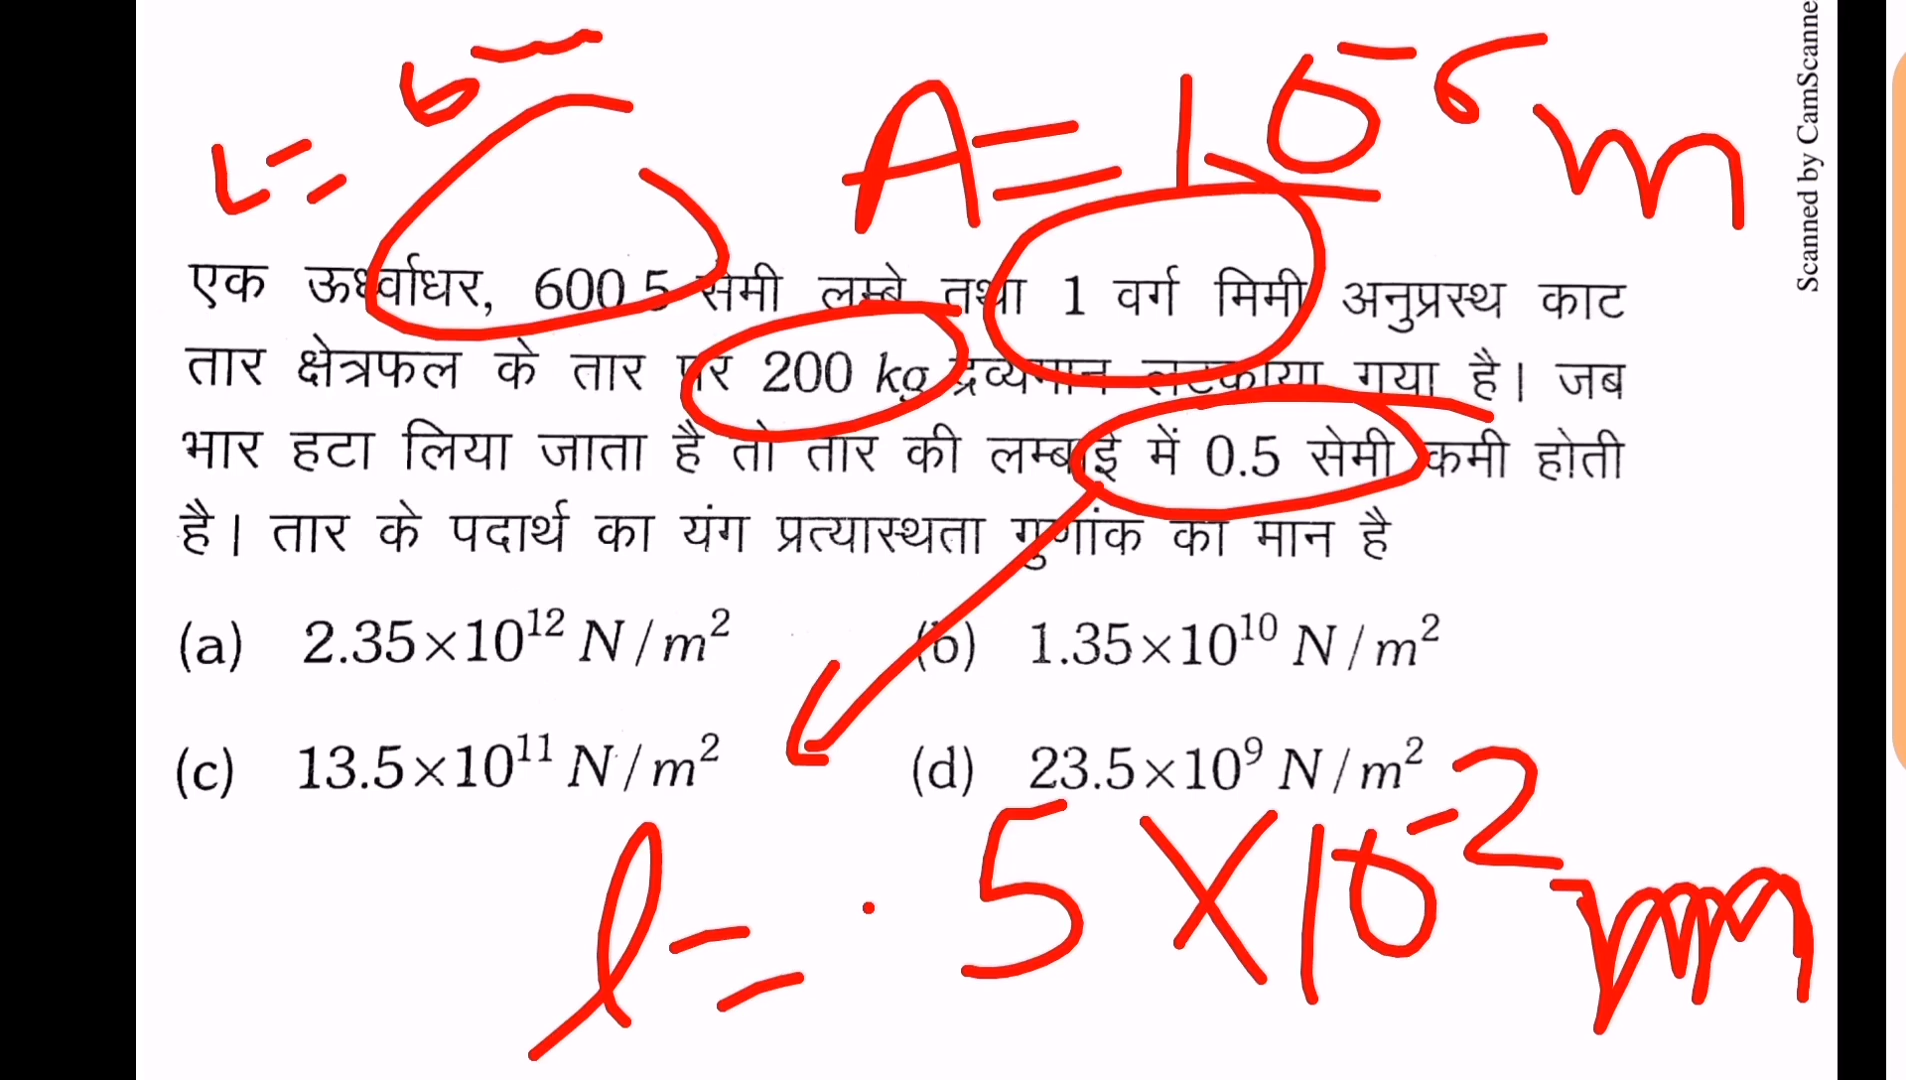 L = 6
A = 10-6 m
एक ऊर्ध्वाधर, 600.5 सेमी लम्बे तथा 1 वर्ग मिमी अनुप्रस्थ काट
तार क्षेत्रफल के तार पर 200 kg द्रव्यमान लटकाया गया है। जब
भार हटा लिया जाता है तो तार की लम्बाई में 0.5 सेमी कमी होती
है। तार के पदार्थ का यंग प्रत्यास्थता गुणांक का मान है
(a) 2.35×10¹² N/m²
(b) 1.35×10¹⁰ N/m²
(c) 13.5×10¹¹ N/m²
(d) 23.5×10⁹ N/m²
l = .5 × 10-2 m
Scanned by CamScanne